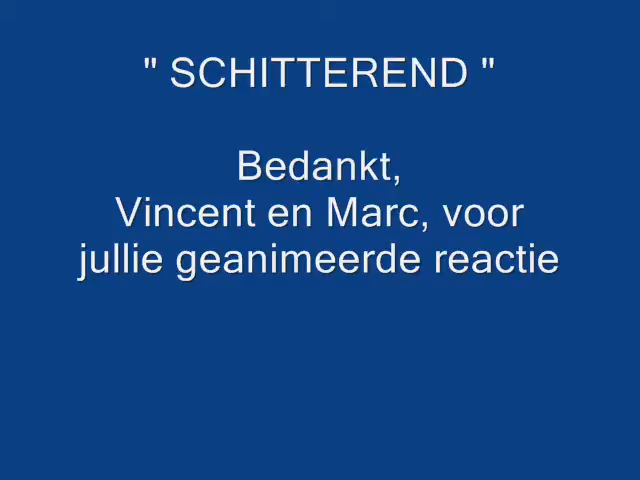 " SCHITTEREND "
Bedankt,
Vincent en Marc, voor
jullie geanimeerde reactie